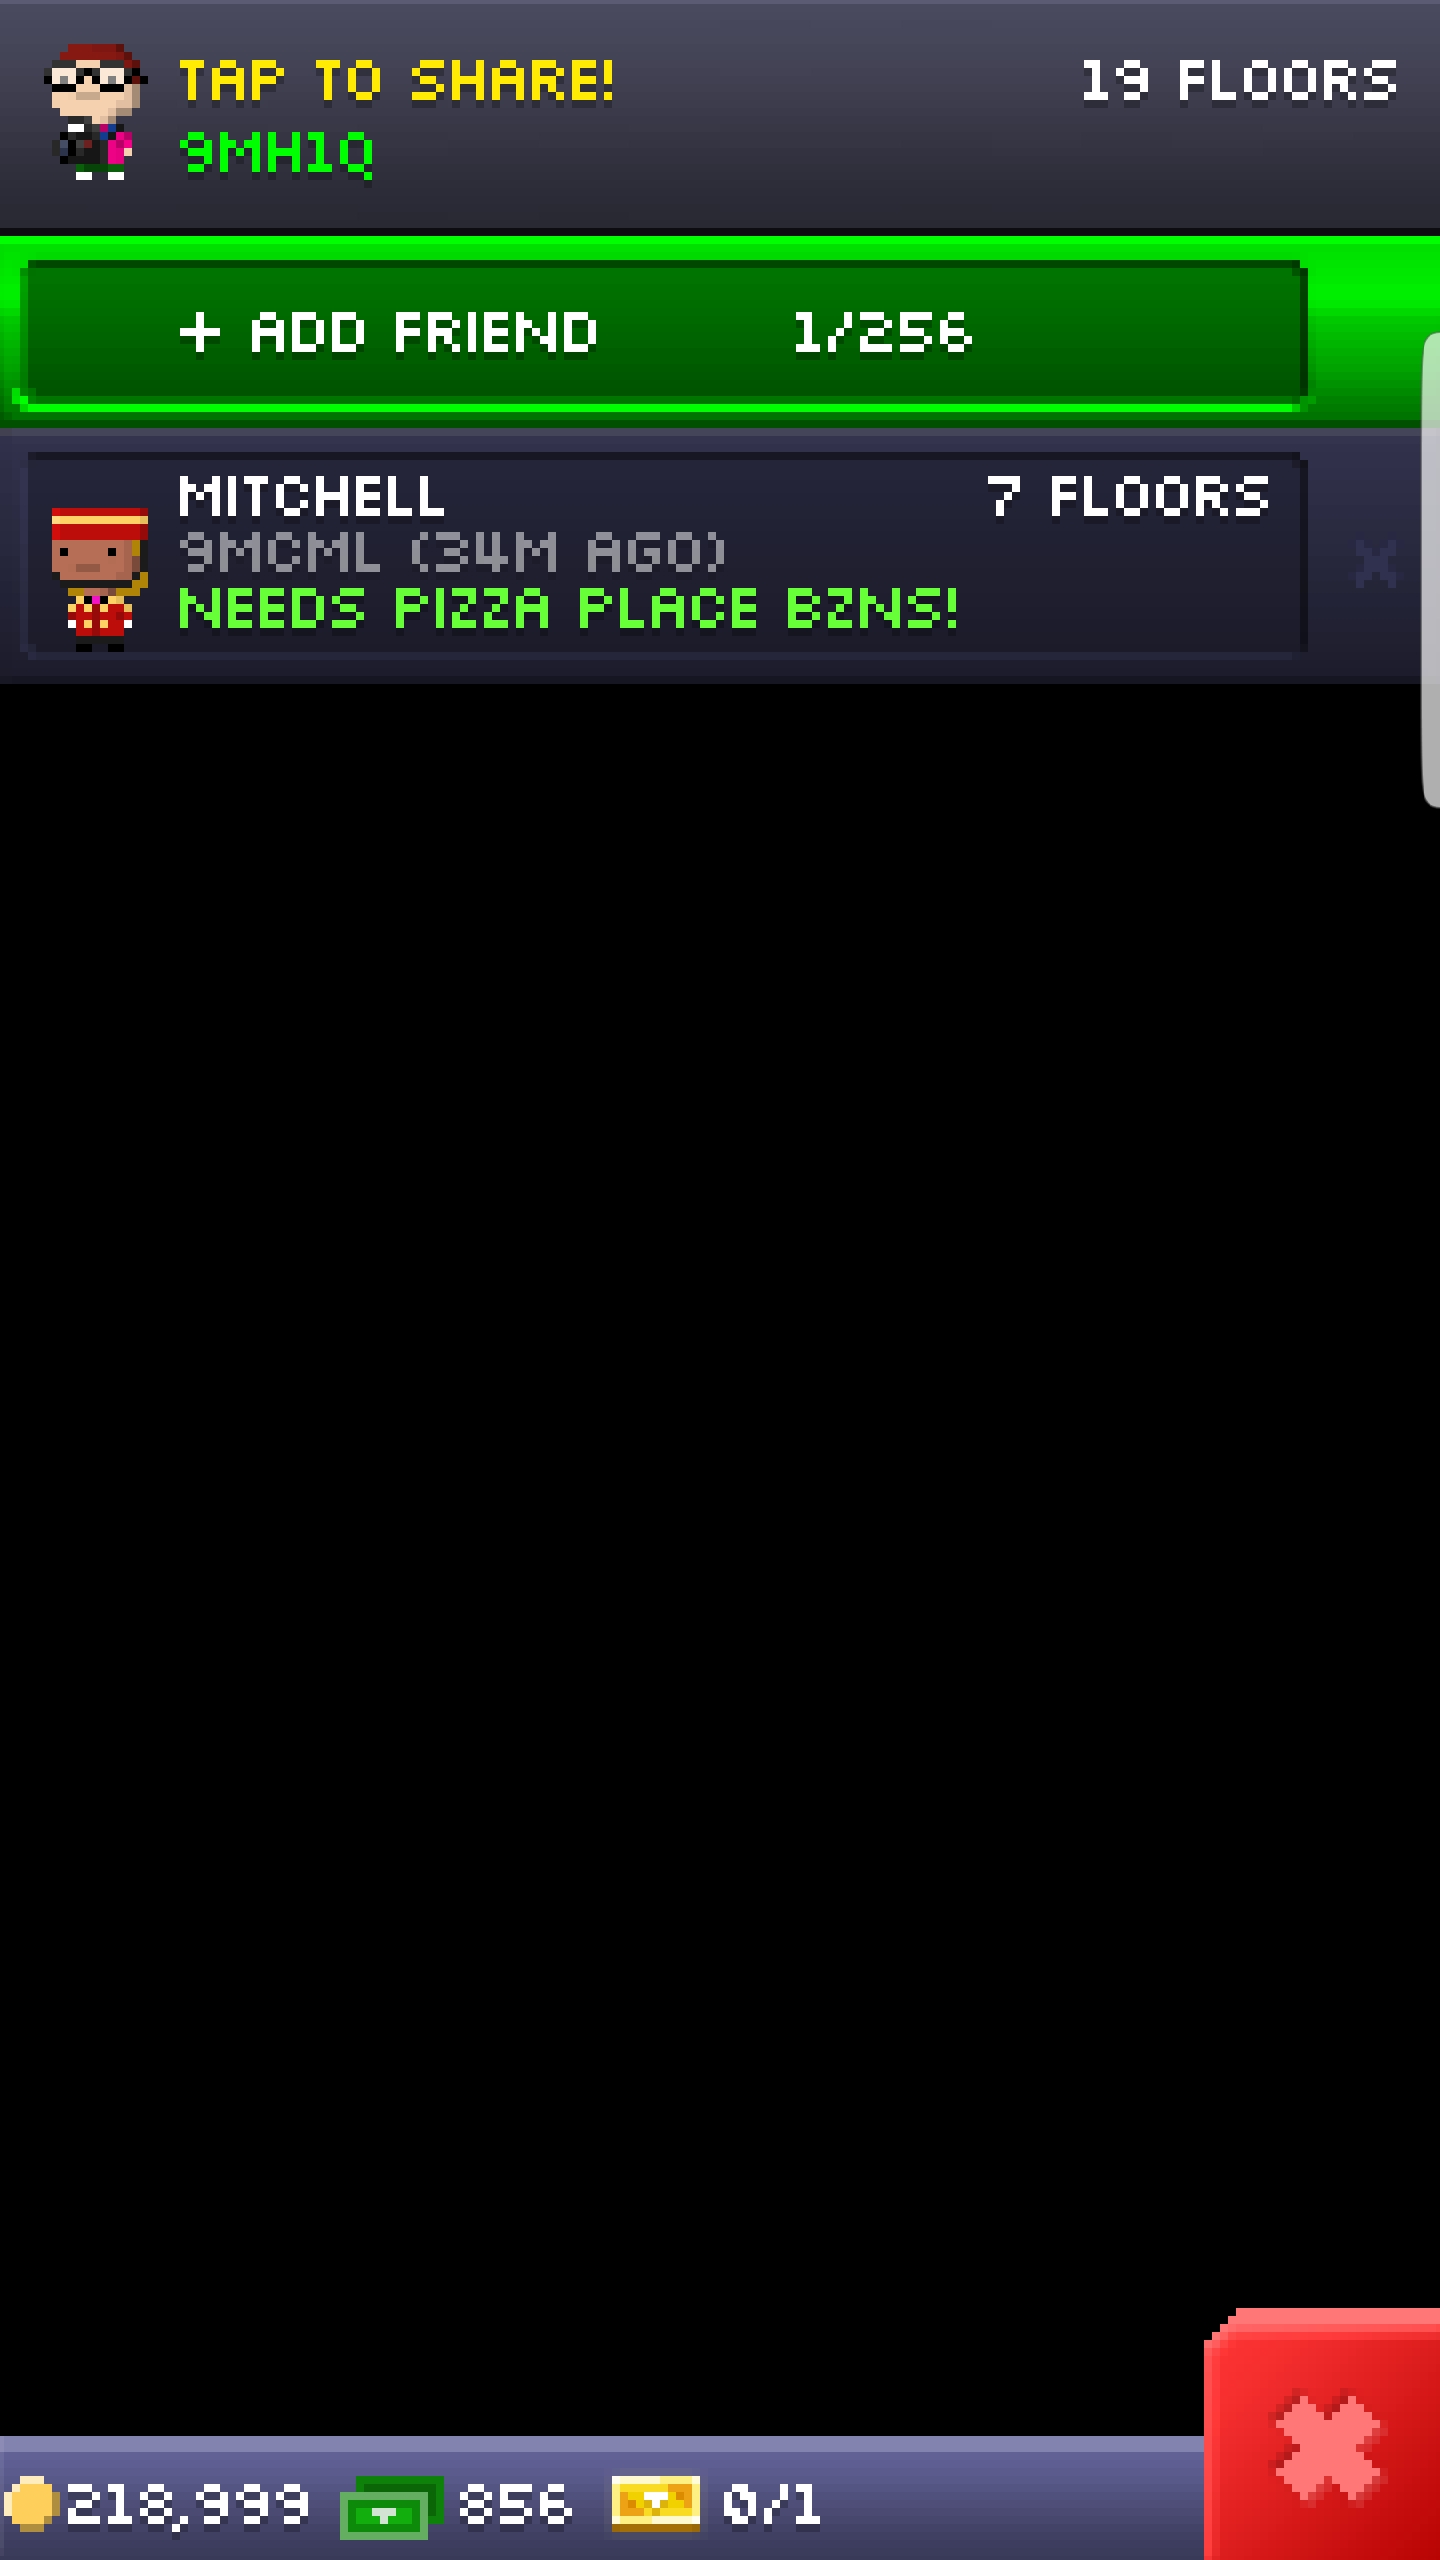 TAP TO SHARE!
19 FLOORS
9MH1Q
+ ADD FRIEND 1/256
MITCHELL
7 FLOORS
9MCML (34M AGO)
NEEDS PIZZA PLACE BZNS!
218,999 856 0/1